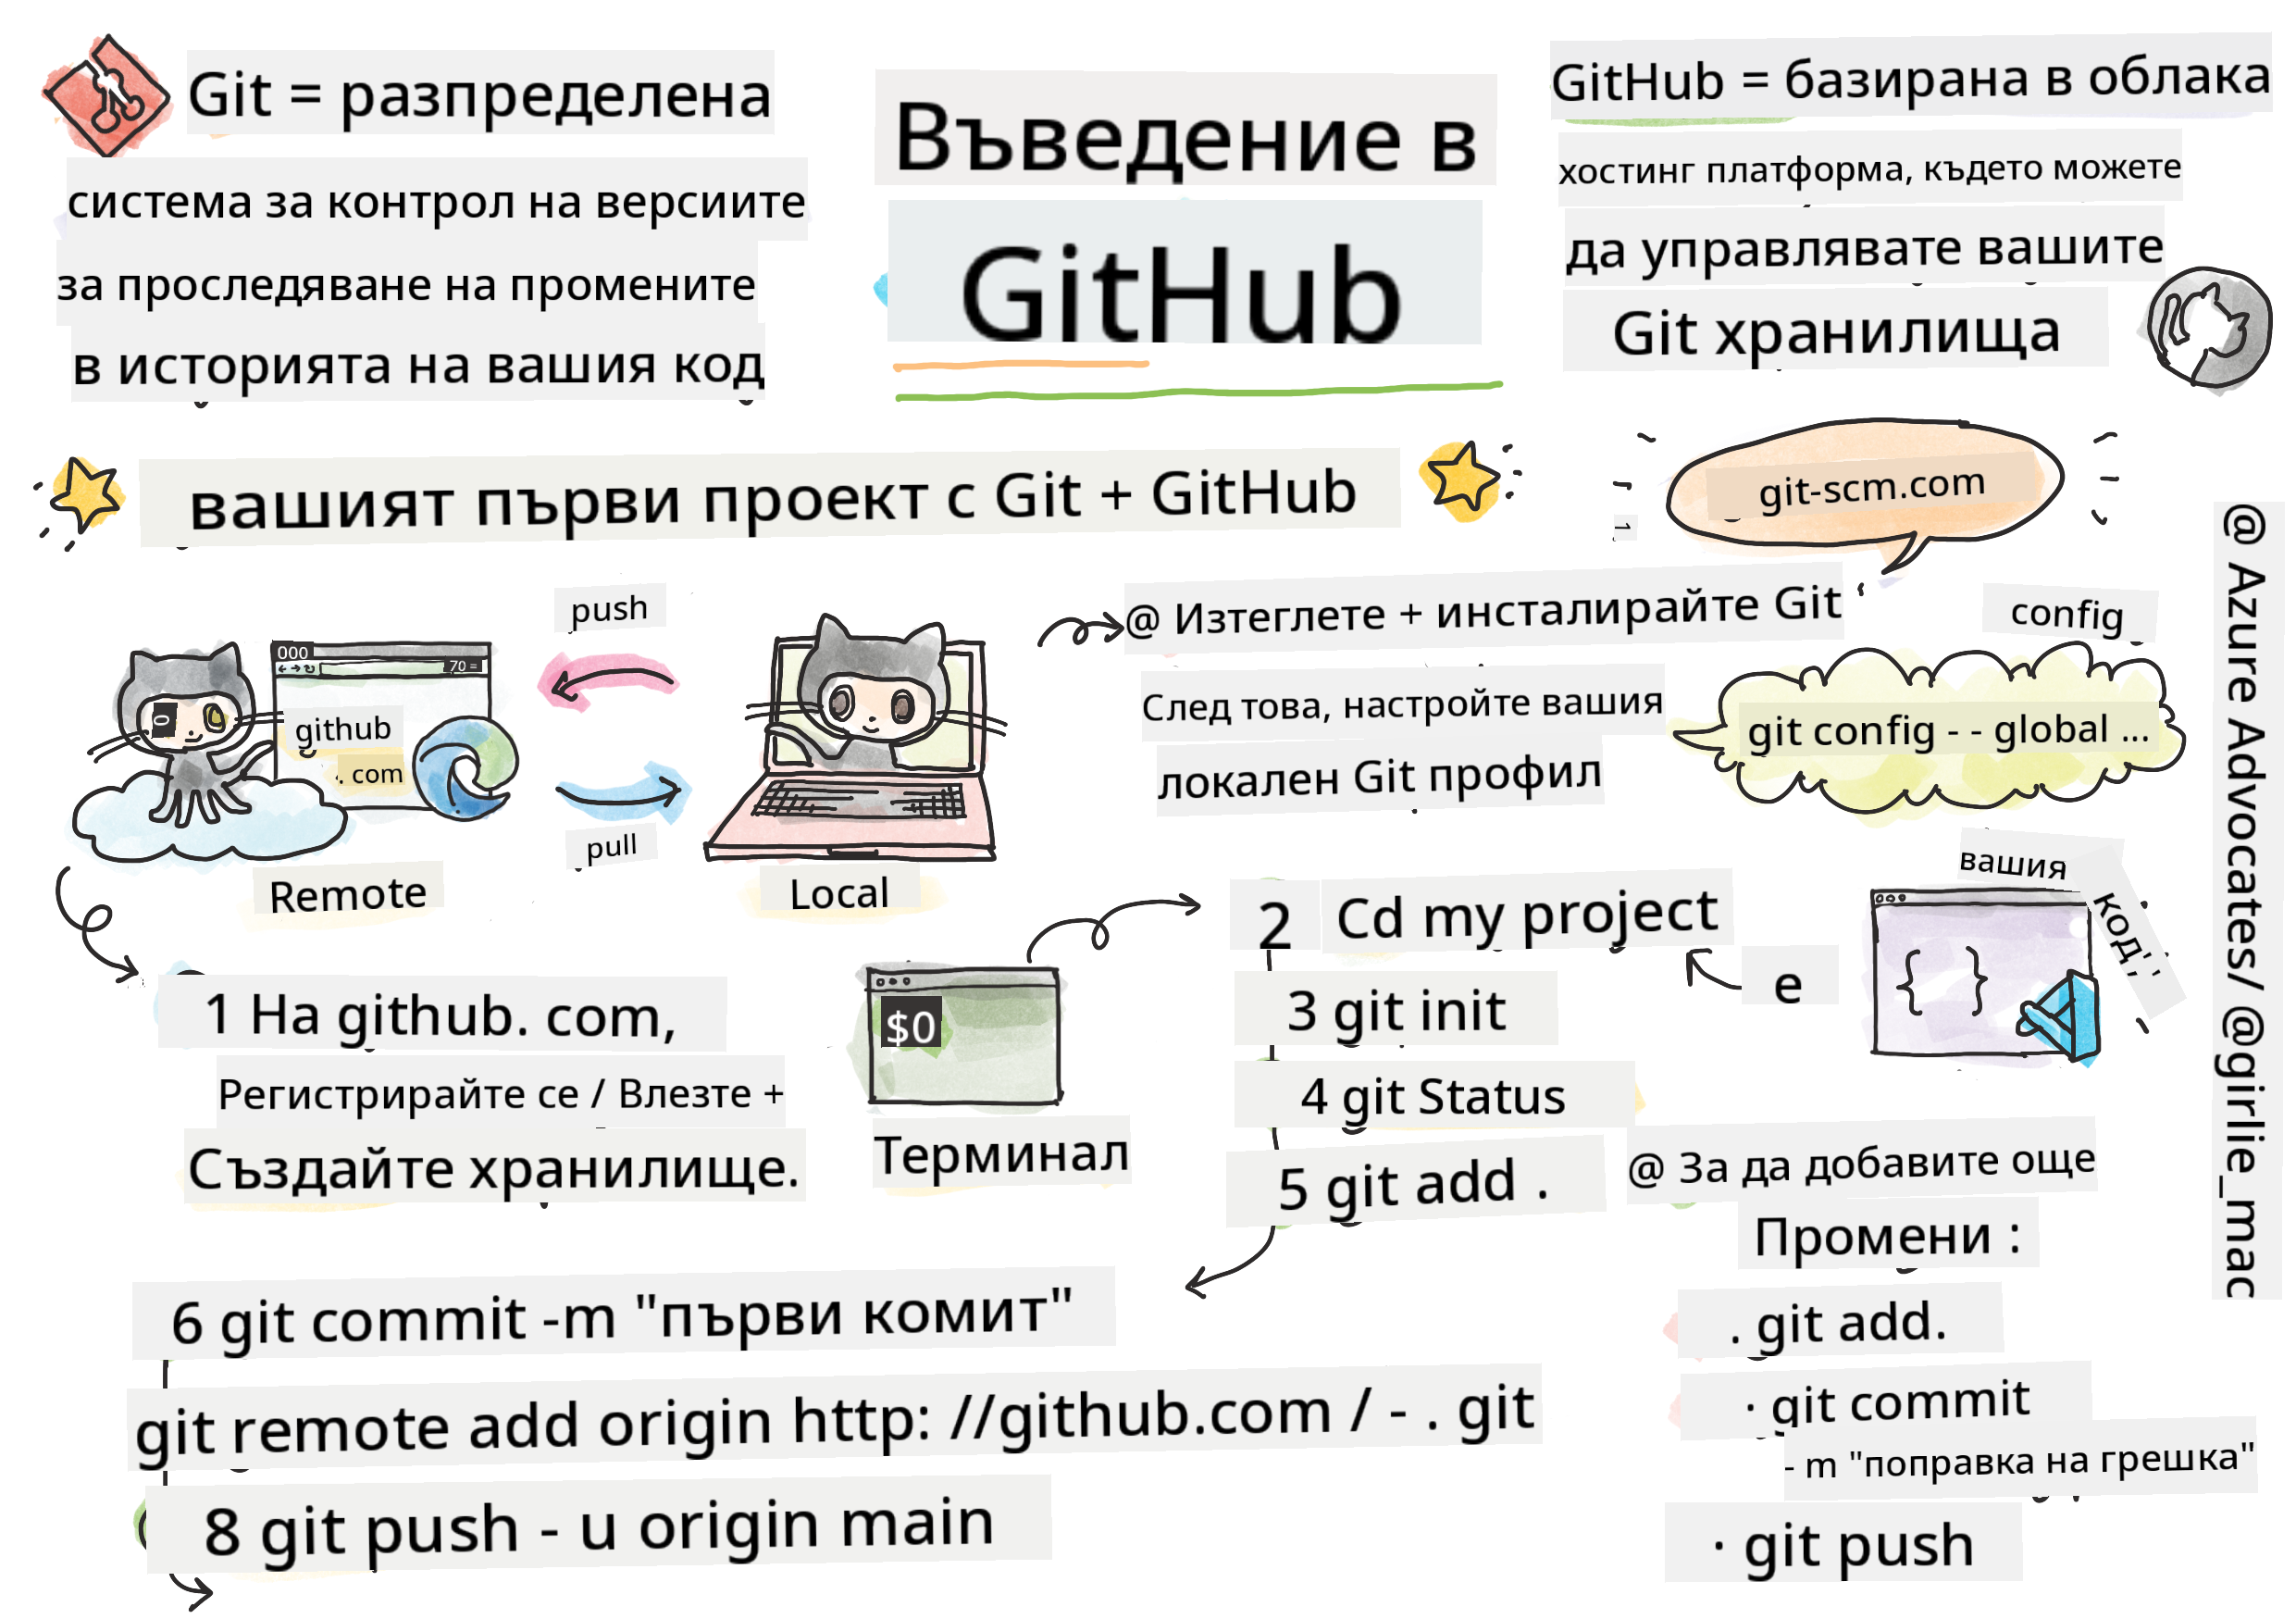 Git = разпределена
система за контрол на версиите
за проследяване на промените
в историята на вашия код
Въведение в
GitHub
GitHub = базирана в облака
хостинг платформа, където можете
да управлявате вашите
Git хранилища
вашият първи проект с Git + GitHub
git-scm.com
1
@ Azure Advocates/ @girlie_mac
push
000
70 =
0
github
. com
pull
Remote
Local
@ Изтеглете + инсталирайте Git
След това, настройте вашия
локален Git профил
config
git config - - global ...
1 На github. com,
Регистрирайте се / Влезте +
Създайте хранилище.
$0
Терминал
2 Cd my project
3 git init
4 git Status
5 git add .
e
вашия
код''
{ }
6 git commit -m "първи комит"
git remote add origin http: //github.com / - . git
8 git push - u origin main
@ За да добавите още
Промени :
. git add.
· git commit
- m "поправка на грешка"
· git push